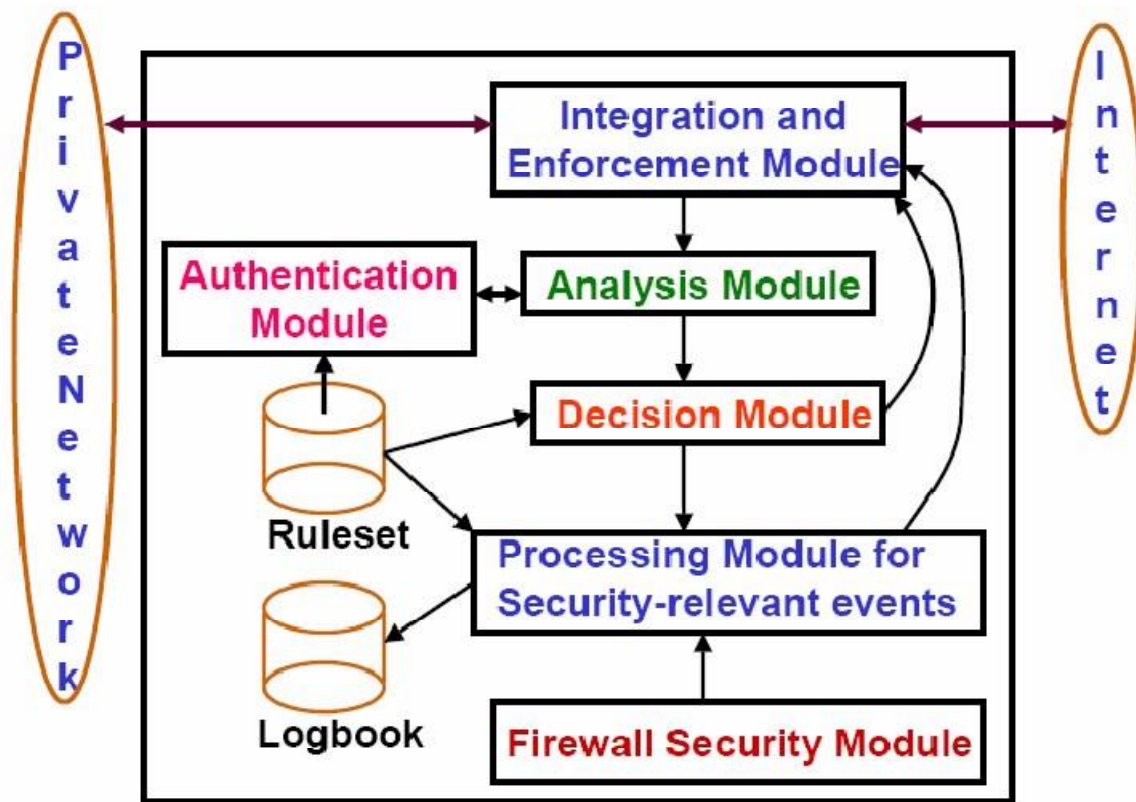 PrivateNetwork
Internet
Integration and
Enforcement Module
Authentication
Module
Analysis Module
Decision Module
Ruleset
Processing Module for
Security-relevant events
Logbook
Firewall Security Module